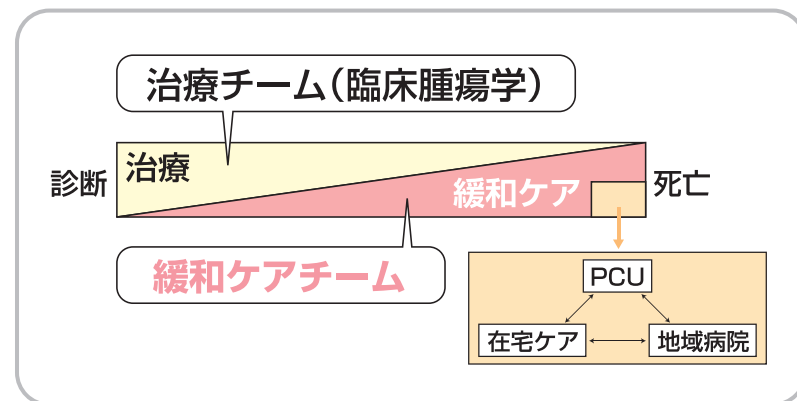 治療チーム(臨床腫瘍学)
診断
治療
緩和ケア
死亡
緩和ケアチーム
PCU
在宅ケア
地域病院